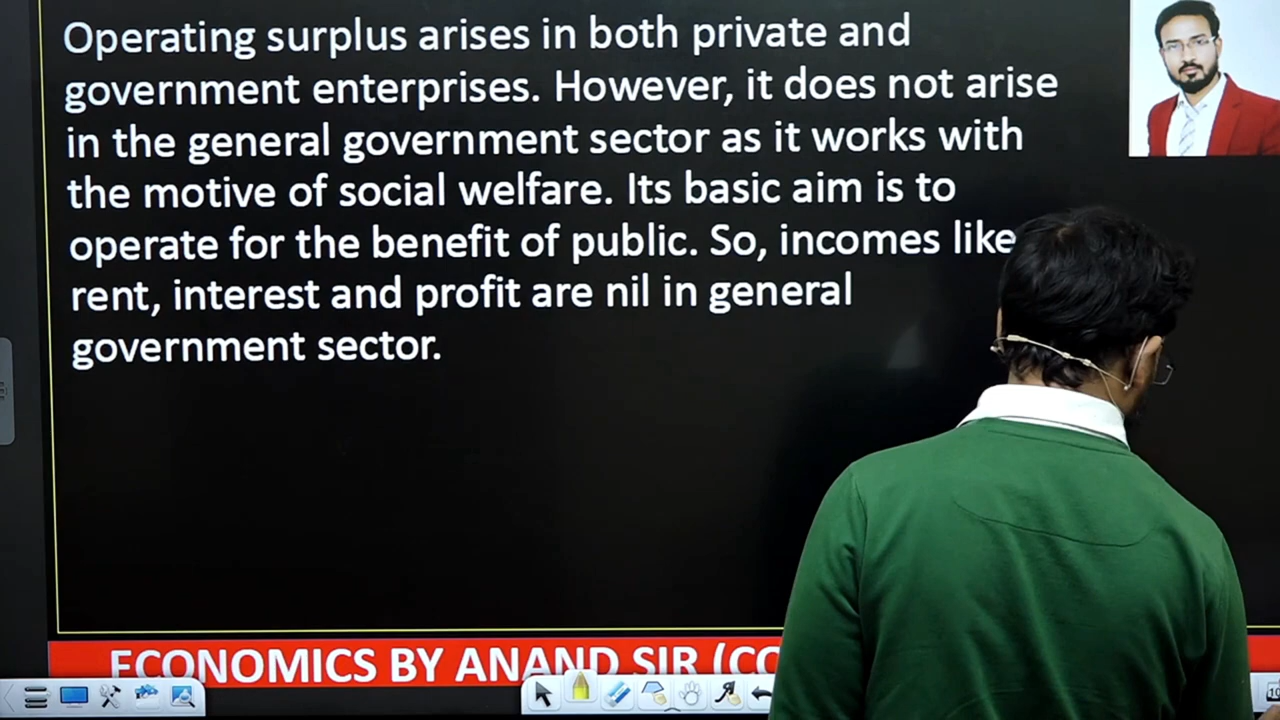 Operating surplus arises in both private and
government enterprises. However, it does not arise
in the general government sector as it works with
the motive of social welfare. Its basic aim is to
operate for the benefit of public. So, incomes like
rent, interest and profit are nil in general
government sector.
ECONOMICS BY ANAND SIR (CO